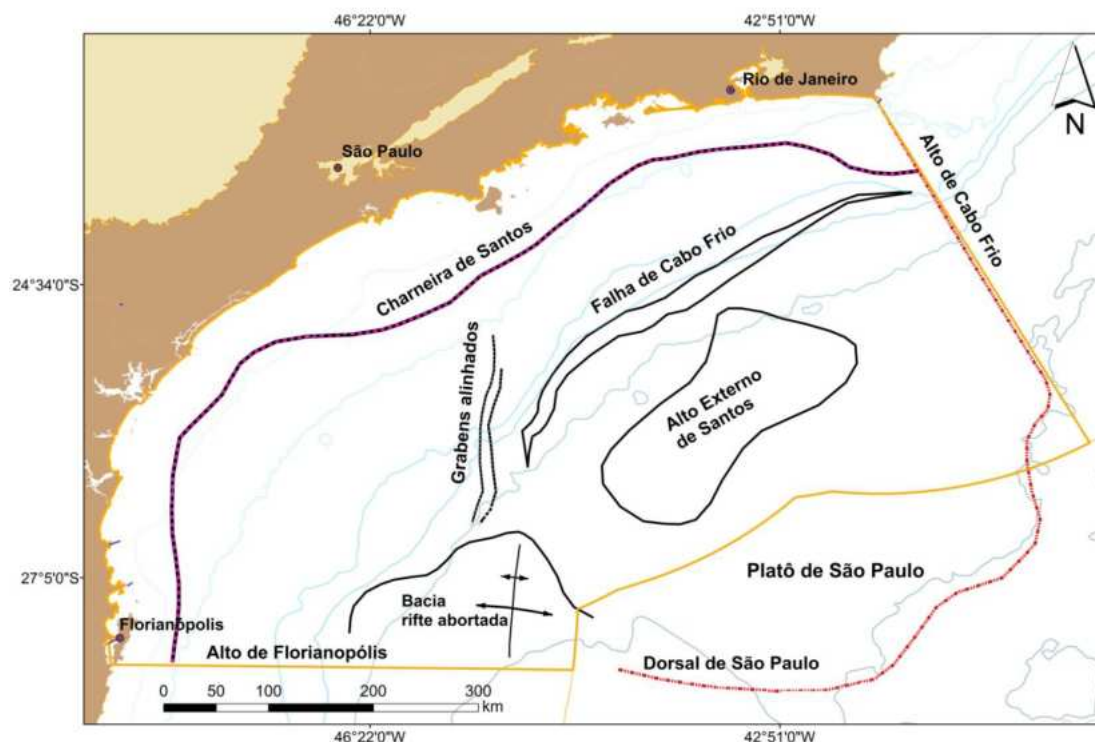 46°22'0"W
42°51'0"W
Rio de Janeiro
São Paulo
N
Alto de Cabo Frio
Charneira de Santos
Falha de Cabo Frio
24°34'0"S
Grabens alinhados
Alto Externo
de Santos
27°5'0"S
Platô de São Paulo
Bacia
rifte abortada
Florianópolis
Alto de Florianopólis
Dorsal de São Paulo
0 50 100 200 300
km
46°22'0"W
42°51'0"W